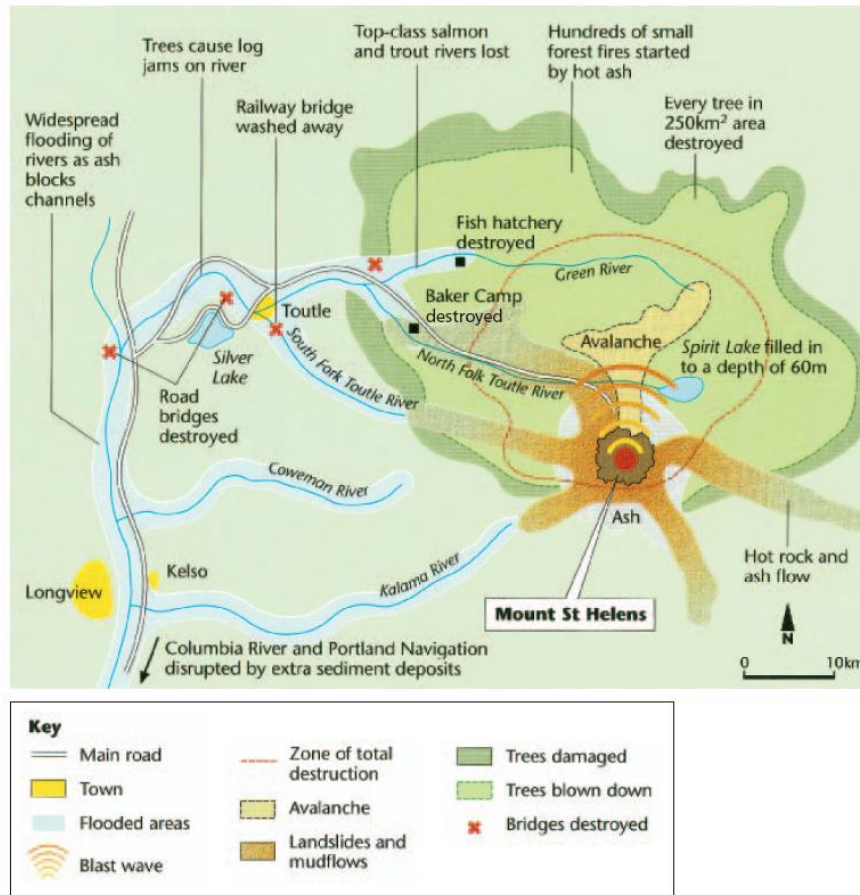 Trees cause log
jams on river
Top-class salmon
and trout rivers lost
Hundreds of small
forest fires started
by hot ash
Widespread
flooding of
rivers as ash
blocks
channels
Railway bridge
washed away
Every tree in
250km² area
destroyed
Fish hatchery
destroyed
Green River
Baker Camp
destroyed
Toutle
Avalanche
Silver
Lake
South Fork Toutle River
North Folk Toutle River
Spirit Lake filled in
to a depth of 60m
Road
bridges
destroyed
Coweman River
Ash
Hot rock and
ash flow
Longview
Kelso
Kalama River
Mount St Helens
N
Columbia River and Portland Navigation
disrupted by extra sediment deposits
0 10km
Key
Main road
Town
Flooded areas
Blast wave
Zone of total
destruction
Avalanche
Landslides and
mudflows
Trees damaged
Trees blown down
Bridges destroyed